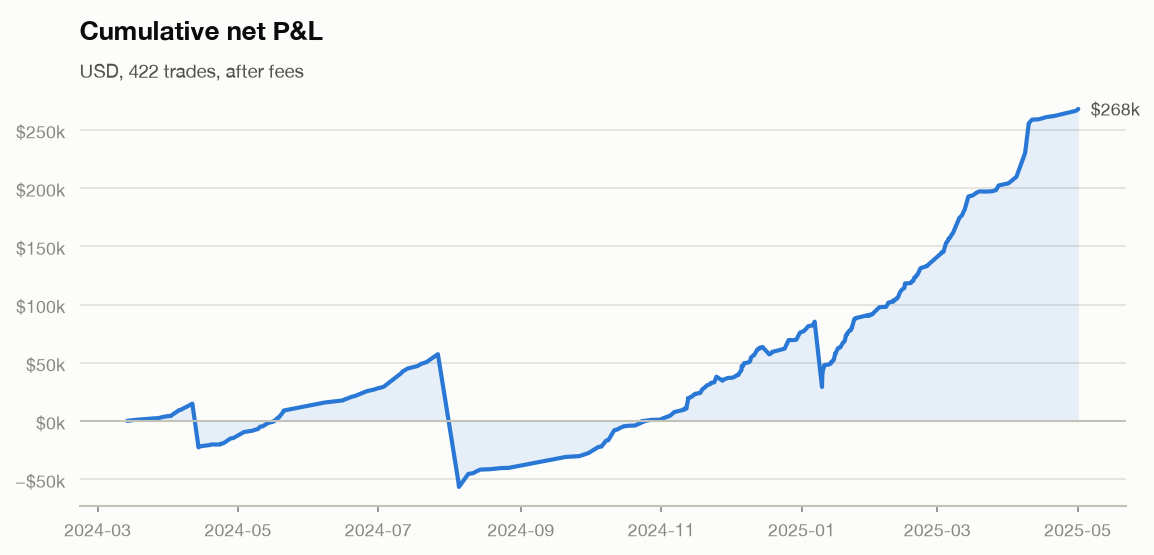 Cumulative net P&L
USD, 422 trades, after fees
$268k
$250k
$200k
$150k
$100k
$50k
$0k
−$50k
2024-03 2024-05 2024-07 2024-09 2024-11 2025-01 2025-03 2025-05